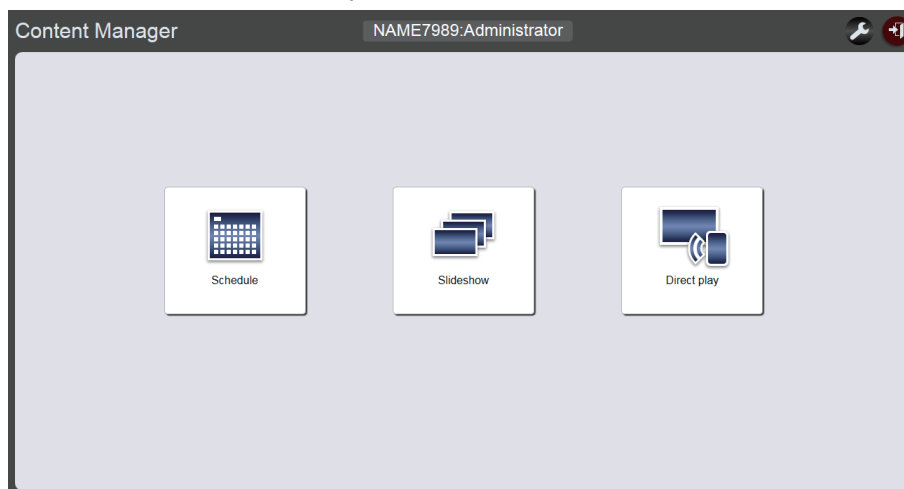 Content Manager
NAME7989:Administrator
Schedule
Slideshow
Direct play